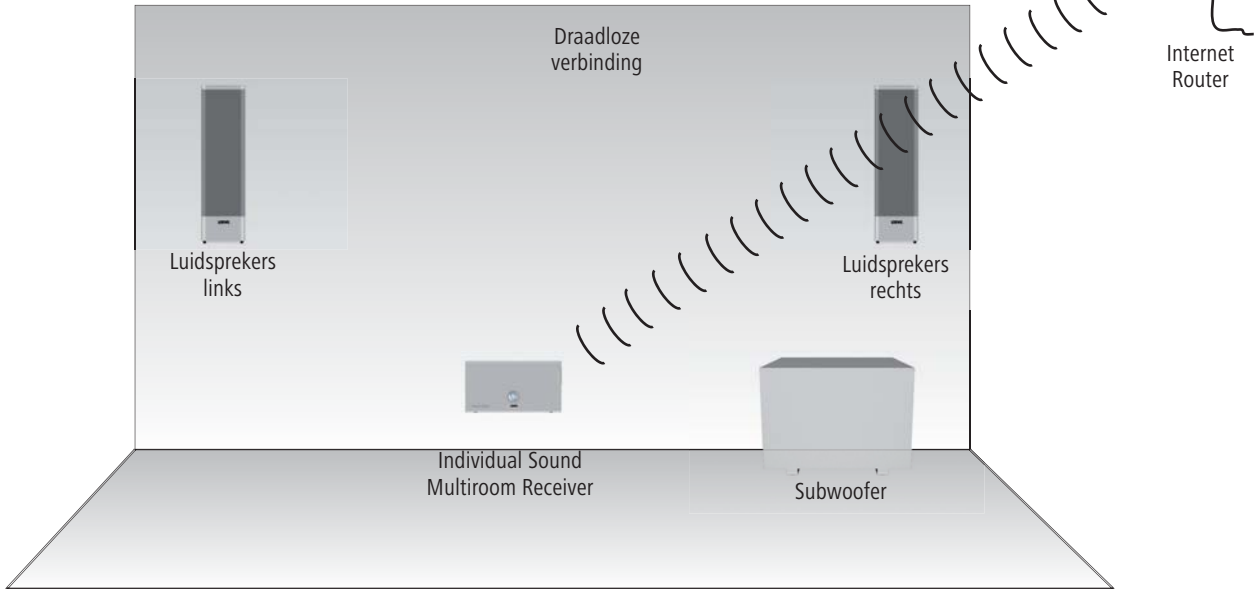 Draadloze
verbinding
Internet
Router
Luidsprekers
links
Luidsprekers
rechts
Individual Sound
Multiroom Receiver
Subwoofer